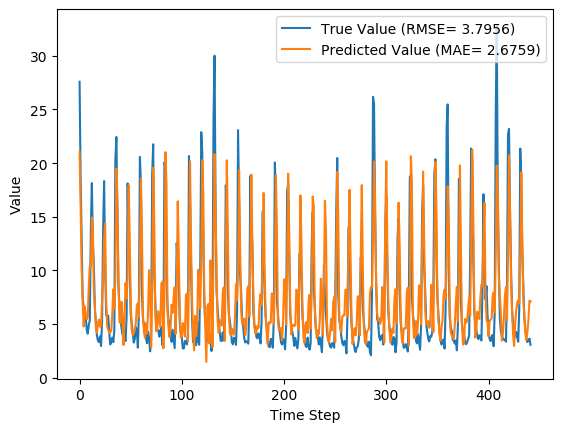 True Value (RMSE= 3.7956)
Predicted Value (MAE= 2.6759)
30
25
20
15
10
5
0
Value
0 100 200 300 400
Time Step